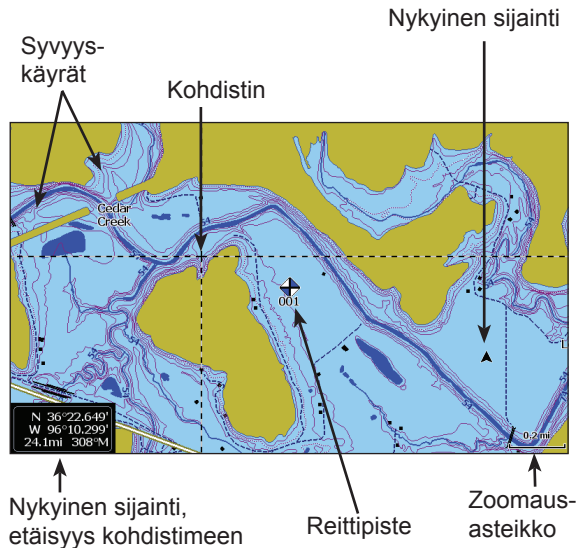 Nykyinen sijainti
Syvyys-
käyrät
Kohdistin
Cedar
Creek
001
N 36°22.649'
W 96°10.299'
24.1mi 308°M
0.2 mi
Nykyinen sijainti,
etäisyys kohdistimeen
Reittipiste
Zoomaus-
asteikko